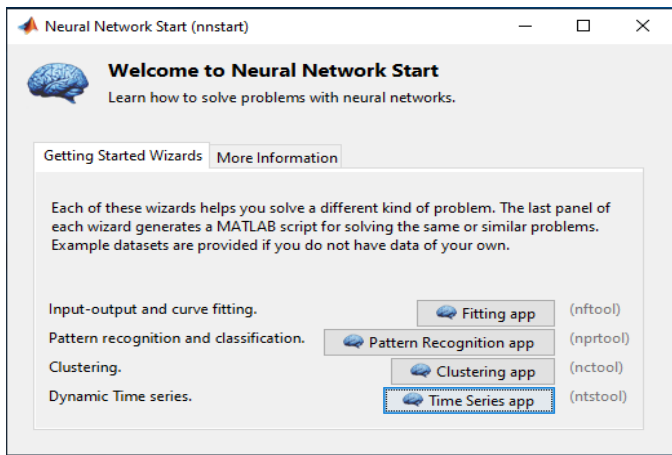 Neural Network Start (nnstart)
Welcome to Neural Network Start
Learn how to solve problems with neural networks.
Getting Started Wizards More Information
Each of these wizards helps you solve a different kind of problem. The last panel of
each wizard generates a MATLAB script for solving the same or similar problems.
Example datasets are provided if you do not have data of your own.
Input-output and curve fitting. Fitting app (nftool)
Pattern recognition and classification. Pattern Recognition app (nprtool)
Clustering. Clustering app (nctool)
Dynamic Time series. Time Series app (ntstool)